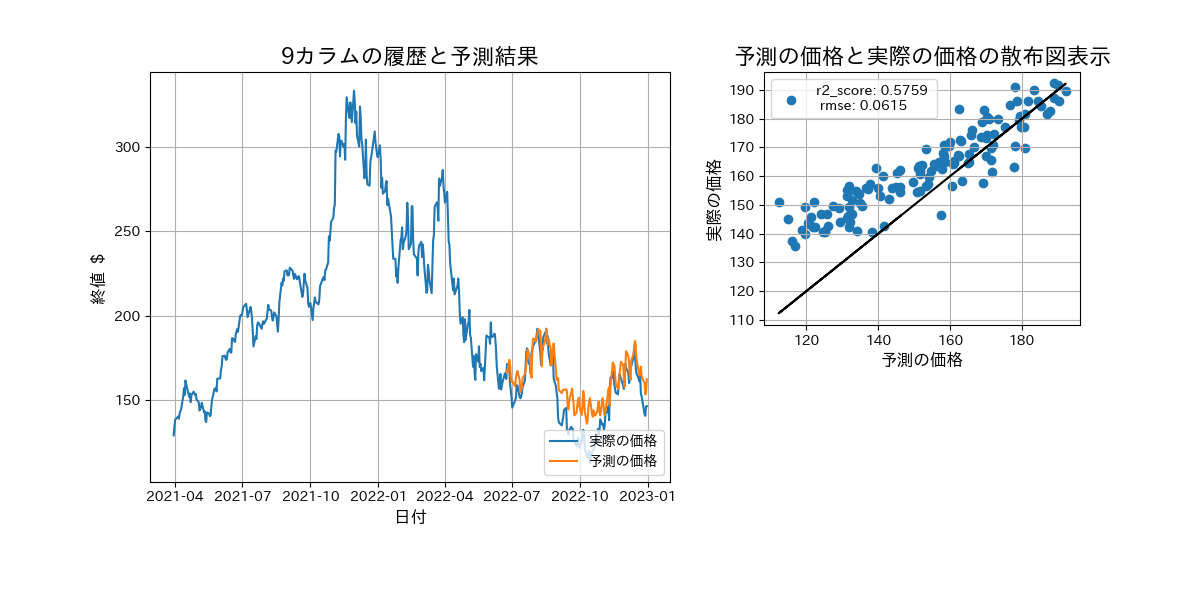 9カラムの履歴と予測結果
終値 $
300
250
200
150
2021-04 2021-07 2021-10 2022-01 2022-04 2022-07 2022-10 2023-01
日付
実際の価格
予測の価格
予測の価格と実際の価格の散布図表示
r2_score: 0.5759
rmse: 0.0615
実際の価格
190
180
170
160
150
140
130
120
110
120 140 160 180
予測の価格